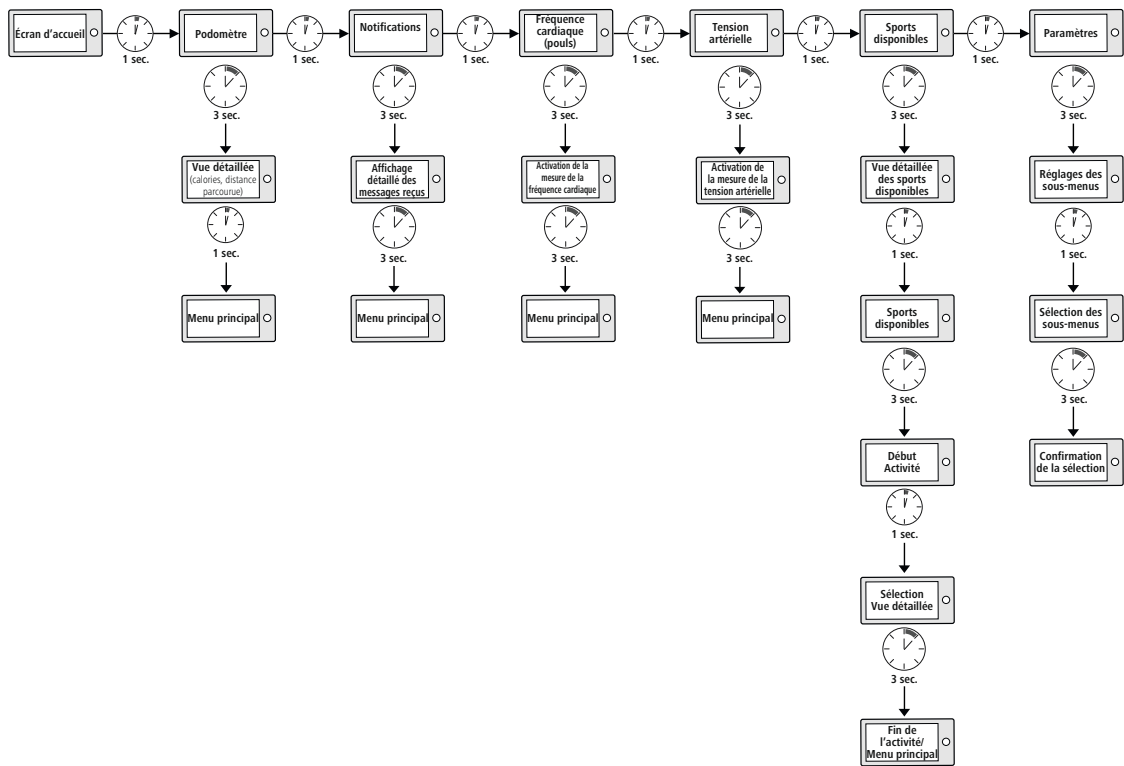 Écran d'accueil
1 sec.
Podomètre
1 sec.
Notifications
1 sec.
Fréquence
cardiaque
(pouls)
1 sec.
Tension
artérielle
1 sec.
Sports
disponibles
1 sec.
Paramètres
3 sec.
3 sec.
3 sec.
3 sec.
3 sec.
3 sec.
Vue détaillée
(calories, distance
parcourue)
Affichage
détaillé des
messages reçus
Activation de la
mesure de la
fréquence cardiaque
Activation de
la mesure de la
tension artérielle
Vue détaillée
des sports
disponibles
Réglages des
sous-menus
1 sec.
3 sec.
3 sec.
3 sec.
1 sec.
1 sec.
Menu principal
Menu principal
Menu principal
Menu principal
Sports
disponibles
Sélection des
sous-menus
3 sec.
3 sec.
Début
Activité
Confirmation
de la sélection
1 sec.
Sélection
Vue détaillée
3 sec.
Fin de
l'activité/
Menu principal